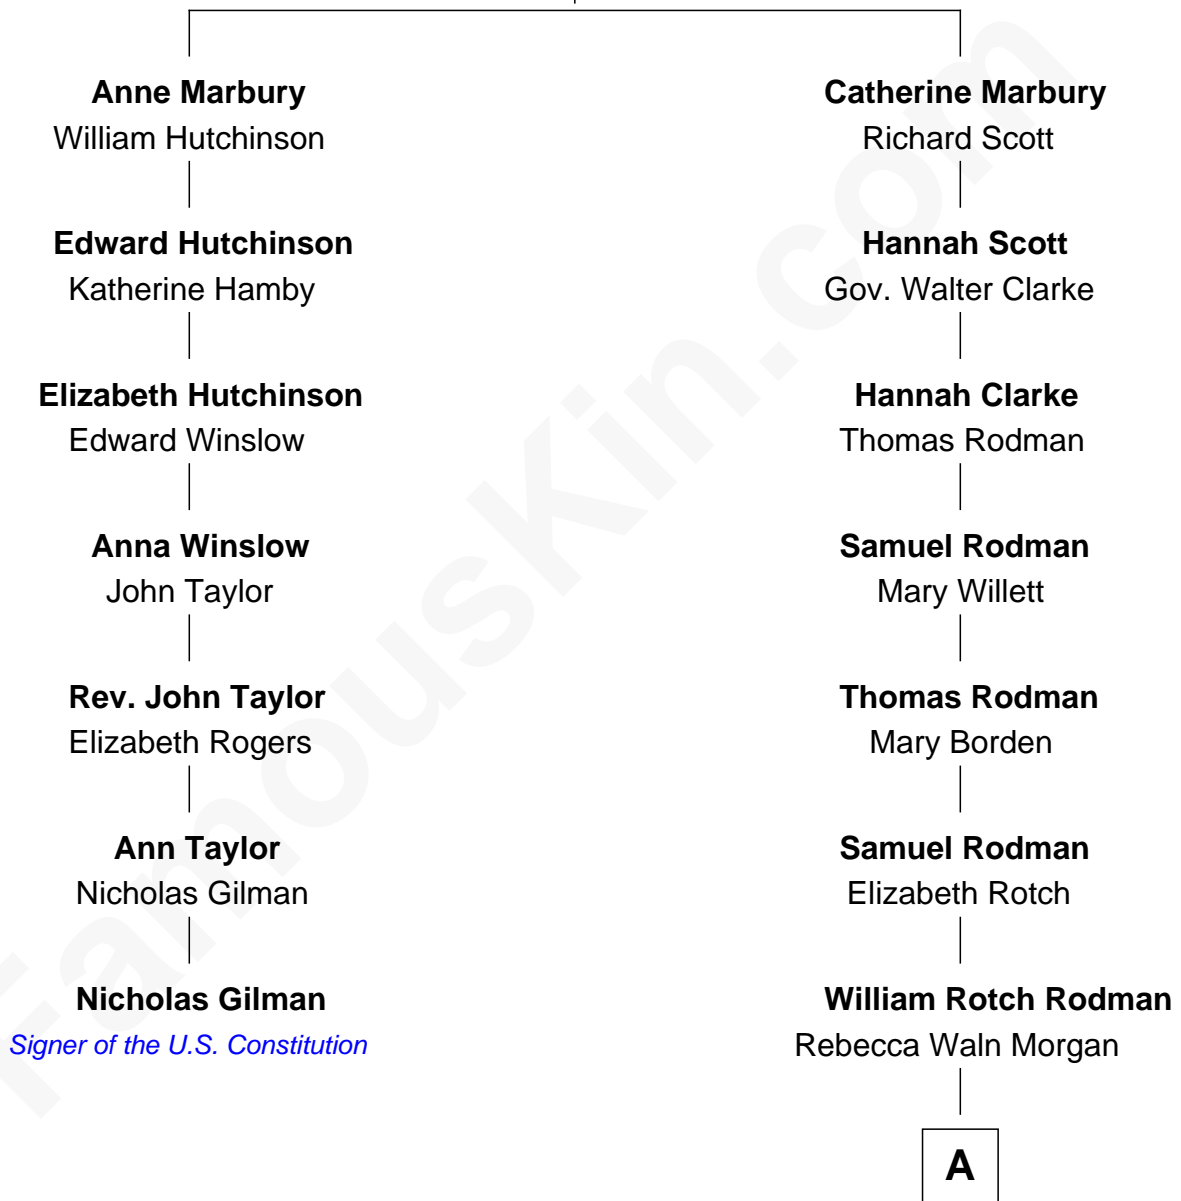 Anne Marbury
William Hutchinson
Edward Hutchinson
Katherine Hamby
Elizabeth Hutchinson
Edward Winslow
Anna Winslow
John Taylor
Rev. John Taylor
Elizabeth Rogers
Ann Taylor
Nicholas Gilman
Nicholas Gilman
Signer of the U.S. Constitution
Catherine Marbury
Richard Scott
Hannah Scott
Gov. Walter Clarke
Hannah Clarke
Thomas Rodman
Samuel Rodman
Mary Willett
Thomas Rodman
Mary Borden
Samuel Rodman
Elizabeth Rotch
William Rotch Rodman
Rebecca Waln Morgan
A
FamousKin.com